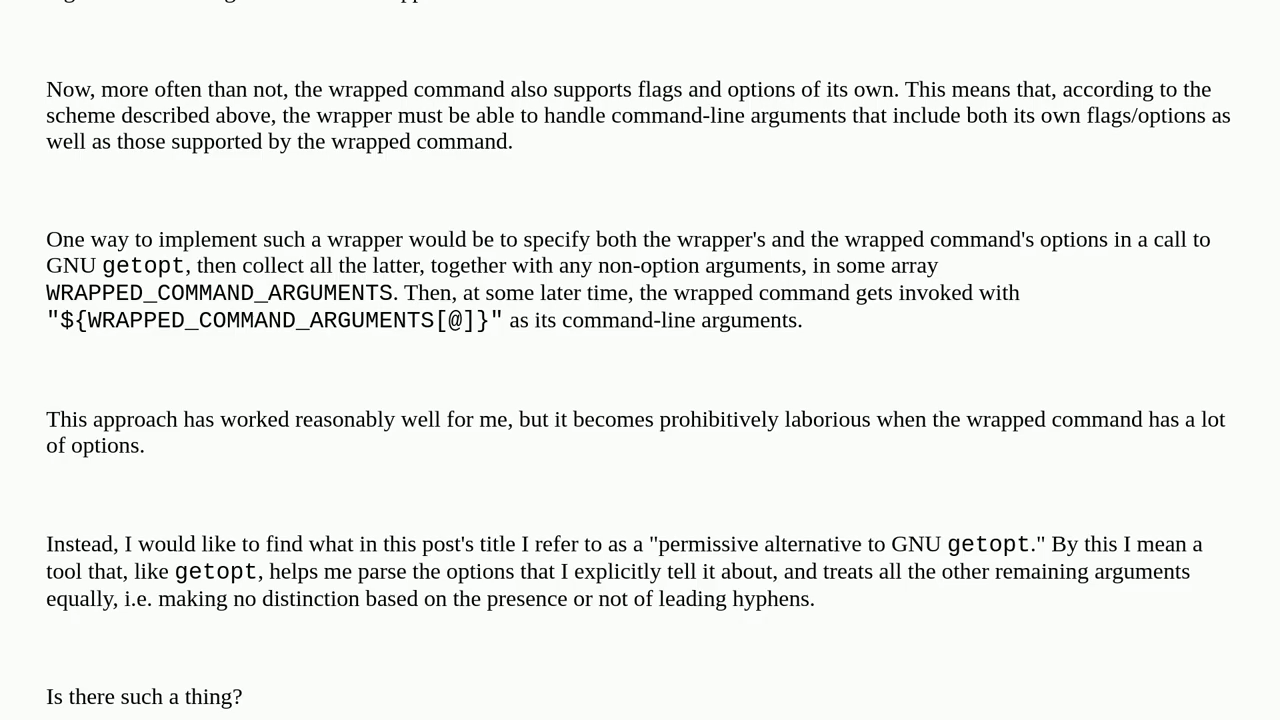 Now, more often than not, the wrapped command also supports flags and options of its own. This means that, according to the
scheme described above, the wrapper must be able to handle command-line arguments that include both its own flags/options as
well as those supported by the wrapped command.
One way to implement such a wrapper would be to specify both the wrapper's and the wrapped command's options in a call to
GNU getopt, then collect all the latter, together with any non-option arguments, in some array
WRAPPED_COMMAND_ARGUMENTS. Then, at some later time, the wrapped command gets invoked with
"${WRAPPED_COMMAND_ARGUMENTS[@]}" as its command-line arguments.
This approach has worked reasonably well for me, but it becomes prohibitively laborious when the wrapped command has a lot
of options.
Instead, I would like to find what in this post's title I refer to as a "permissive alternative to GNU getopt." By this I mean a
tool that, like getopt, helps me parse the options that I explicitly tell it about, and treats all the other remaining arguments
equally, i.e. making no distinction based on the presence or not of leading hyphens.
Is there such a thing?